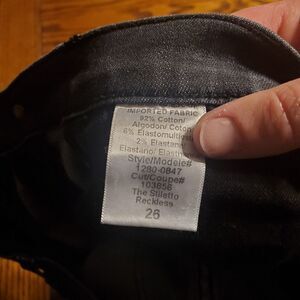 IMPORTED FABRIC
92% Cotton/
Algodon/ Coton
6% Elastomultiester
2% Elastane/
Elastano/ Elasthanne
Style/Modele#
1280-0847
Cut/Coupe#
103858
The Stiletto
Reckless
26